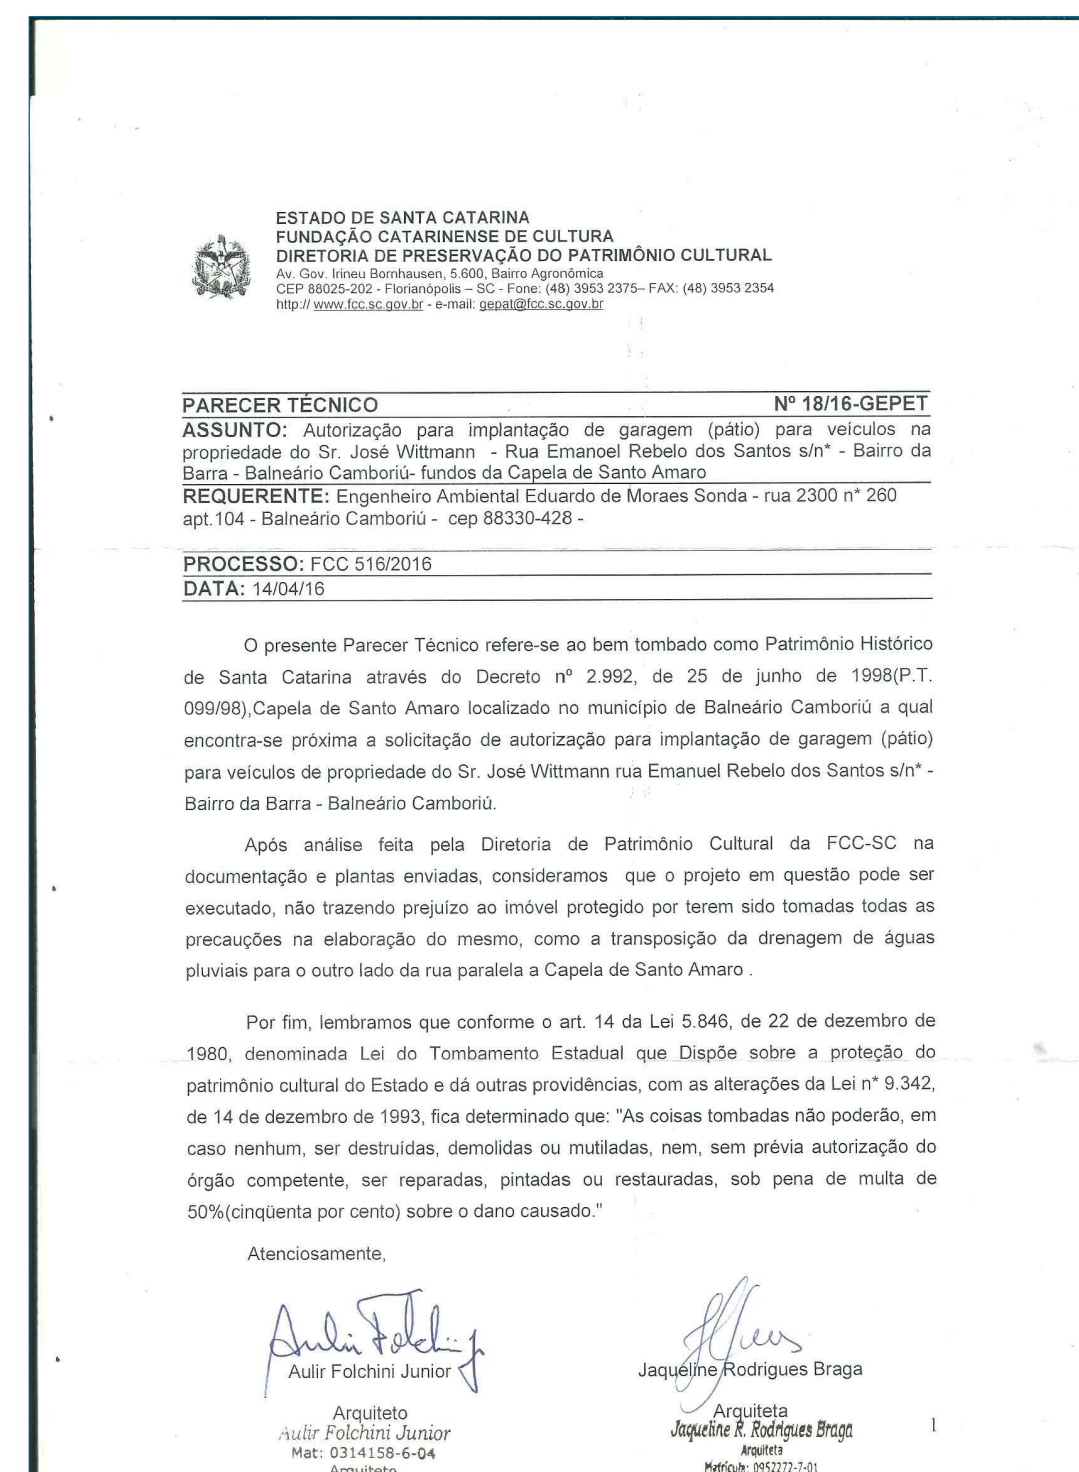 ESTADO DE SANTA CATARINA
FUNDAÇÃO CATARINENSE DE CULTURA
DIRETORIA DE PRESERVAÇÃO DO PATRIMÔNIO CULTURAL
Av. Gov. Irineu Bornhausen, 5.600, Bairro Agronômica
CEP 88025-202 - Florianópolis – SC - Fone: (48) 3953 2375– FAX: (48) 3953 2354
http:// www.fcc.sc.gov.br - e-mail: gepat@fcc.sc.gov.br
PARECER TÉCNICO Nº 18/16-GEPET
ASSUNTO: Autorização para implantação de garagem (pátio) para veículos na
propriedade do Sr. José Wittmann - Rua Emanoel Rebelo dos Santos s/n* - Bairro da
Barra - Balneário Camboriú- fundos da Capela de Santo Amaro
REQUERENTE: Engenheiro Ambiental Eduardo de Moraes Sonda - rua 2300 n* 260
apt.104 - Balneário Camboriú - cep 88330-428 -
PROCESSO: FCC 516/2016
DATA: 14/04/16
O presente Parecer Técnico refere-se ao bem tombado como Patrimônio Histórico
de Santa Catarina através do Decreto nº 2.992, de 25 de junho de 1998(P.T.
099/98),Capela de Santo Amaro localizado no município de Balneário Camboriú a qual
encontra-se próxima a solicitação de autorização para implantação de garagem (pátio)
para veículos de propriedade do Sr. José Wittmann rua Emanuel Rebelo dos Santos s/n* -
Bairro da Barra - Balneário Camboriú.
Após análise feita pela Diretoria de Patrimônio Cultural da FCC-SC na
documentação e plantas enviadas, consideramos que o projeto em questão pode ser
executado, não trazendo prejuízo ao imóvel protegido por terem sido tomadas todas as
precauções na elaboração do mesmo, como a transposição da drenagem de águas
pluviais para o outro lado da rua paralela a Capela de Santo Amaro .
Por fim, lembramos que conforme o art. 14 da Lei 5.846, de 22 de dezembro de
1980, denominada Lei do Tombamento Estadual que Dispõe sobre a proteção do
patrimônio cultural do Estado e dá outras providências, com as alterações da Lei n* 9.342,
de 14 de dezembro de 1993, fica determinado que: "As coisas tombadas não poderão, em
caso nenhum, ser destruídas, demolidas ou mutiladas, nem, sem prévia autorização do
órgão competente, ser reparadas, pintadas ou restauradas, sob pena de multa de
50%(cinqüenta por cento) sobre o dano causado."
Atenciosamente,
Aulir Folchini Jr
Aulir Folchini Junior Jaqueline Rodrigues Braga
Arquiteto Arquiteta
Aulir Folchini Junior Jaqueline R. Rodrigues Braga 1
Mat: 0314158-6-04 Arquiteta
Arquiteto Matrícula: 0952272-7-01